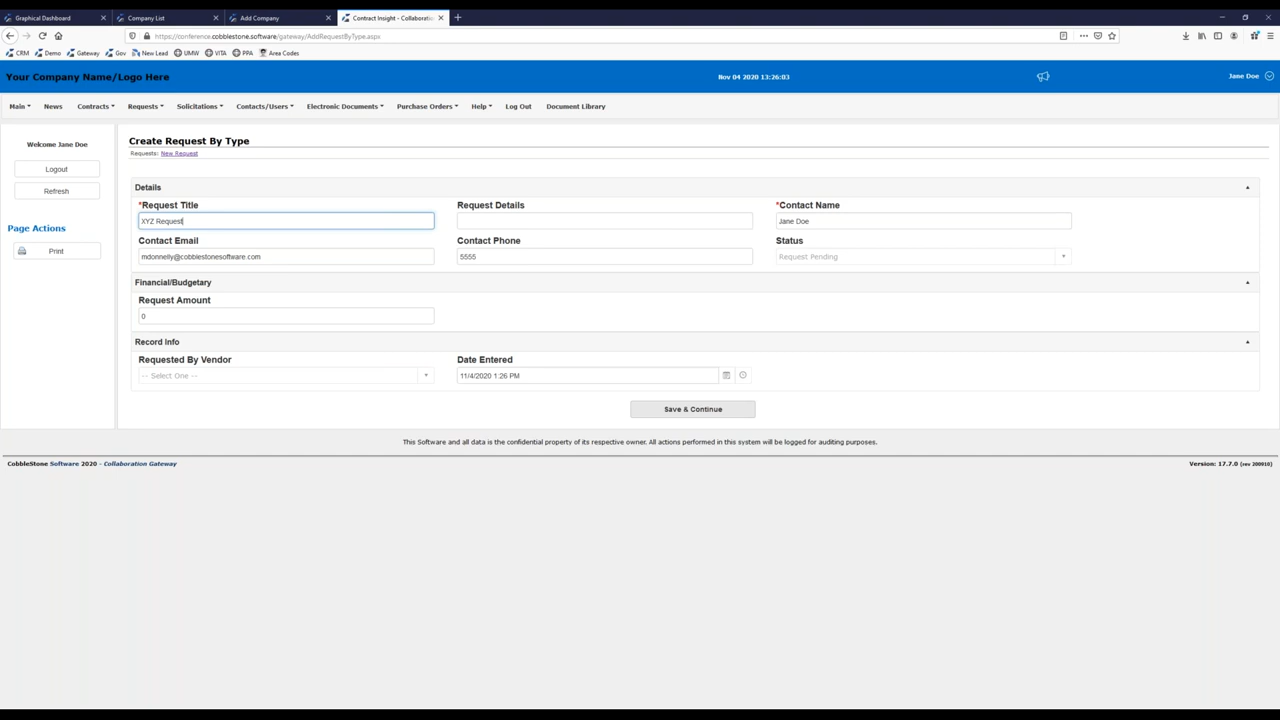 Graphical Dashboard
Company List
Add Company
Contract Insight - Collaboratio
https://conference.cobblestone.software/gateway/AddRequestByType.aspx
CRM Demo Gateway Gov New Lead UMW VITA PPA Area Codes
Your Company Name/Logo Here
Nov 04 2020 13:26:03
Jane Doe
Main News Contracts Requests Solicitations Contacts/Users Electronic Documents Purchase Orders Help Log Out Document Library
Welcome Jane Doe
Logout
Refresh
Page Actions
Print
Create Request By Type
Requests: New Request
Details
*Request Title
XYZ Request
Request Details
*Contact Name
Jane Doe
Contact Email
mdonnelly@cobblestonesoftware.com
Contact Phone
5555
Status
Request Pending
Financial/Budgetary
Request Amount
0
Record Info
Requested By Vendor
-- Select One --
Date Entered
11/4/2020 1:26 PM
Save & Continue
This Software and all data is the confidential property of its respective owner. All actions performed in this system will be logged for auditing purposes.
CobbleStone Software 2020 - Collaboration Gateway
Version: 17.7.0 (rev 200910)